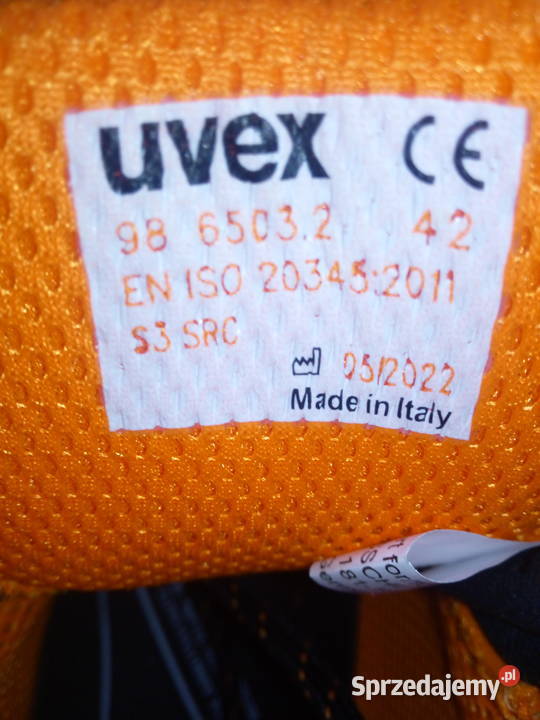 uvex CE
98 6503.2 42
EN ISO 20345:2011
S3 SRC
05/2022
Made in Italy
for
Sprzedajemy.pl